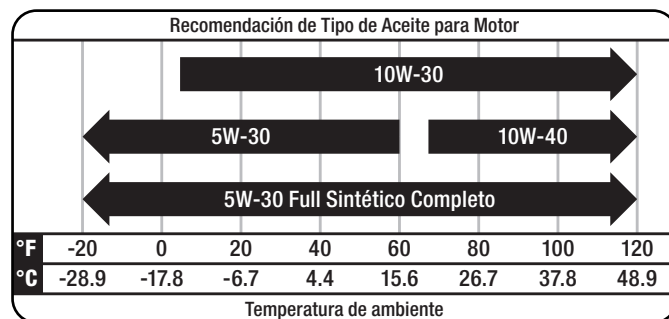 Recomendación de Tipo de Aceite para Motor
10W-30
5W-30 10W-40
5W-30 Full Sintético Completo
°F -20 0 20 40 60 80 100 120
°C -28.9 -17.8 -6.7 4.4 15.6 26.7 37.8 48.9
Temperatura de ambiente